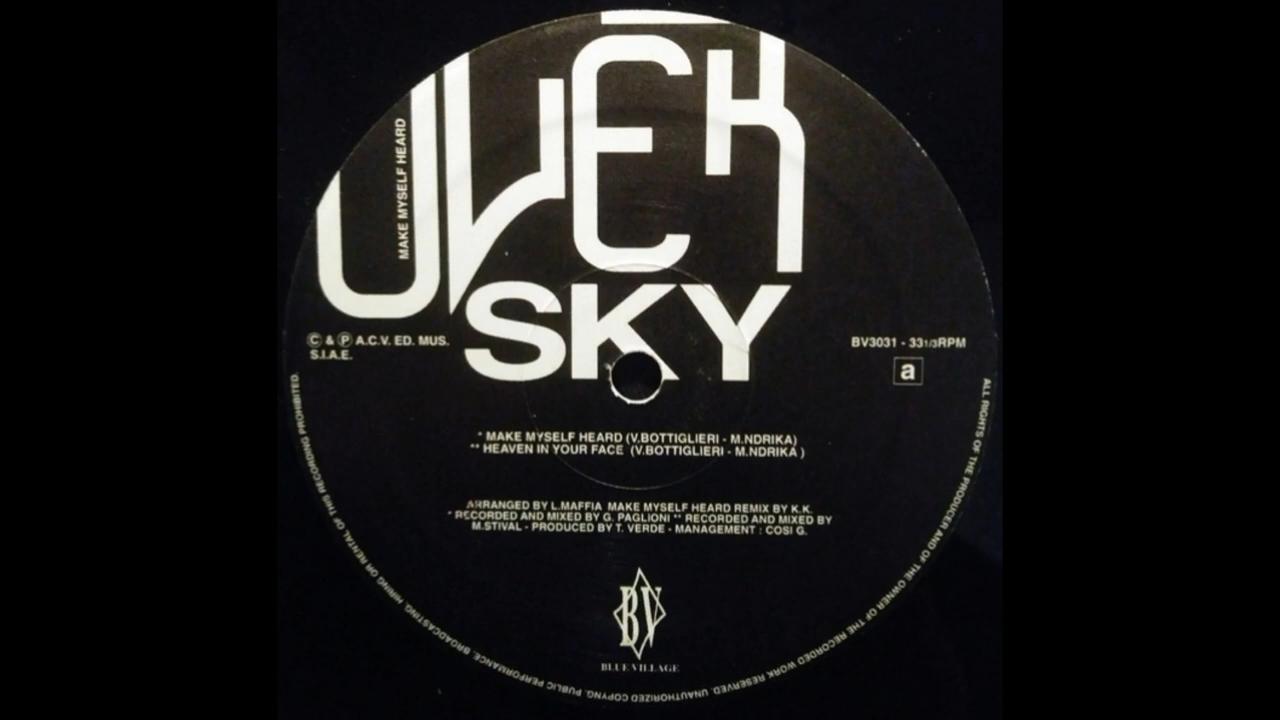 MAKE MYSELF HEARD
SKY
© & ℗ A.C.V. ED. MUS.
S.I.A.E.
BV3031 - 331/3RPM
a
* MAKE MYSELF HEARD (V.BOTTIGLIERI - M.NDRIKA)
** HEAVEN IN YOUR FACE (V.BOTTIGLIERI - M.NDRIKA )
ARRANGED BY L.MAFFIA MAKE MYSELF HEARD REMIX BY K.K.
* RECORDED AND MIXED BY G. PAGLIONI ** RECORDED AND MIXED BY
M.STIVAL - PRODUCED BY T. VERDE - MANAGEMENT : COSI G.
BV
BLUE VILLAGE
ALL RIGHTS OF THE PRODUCER AND OF THE OWNER OF THE RECORDED WORK RESERVED. UNAUTHORIZED COPYNG. PUBLIC PERFORMANCE. BROADCASTING. HIRING OR RENTAL OF THIS RECORDING PROHIBITED.